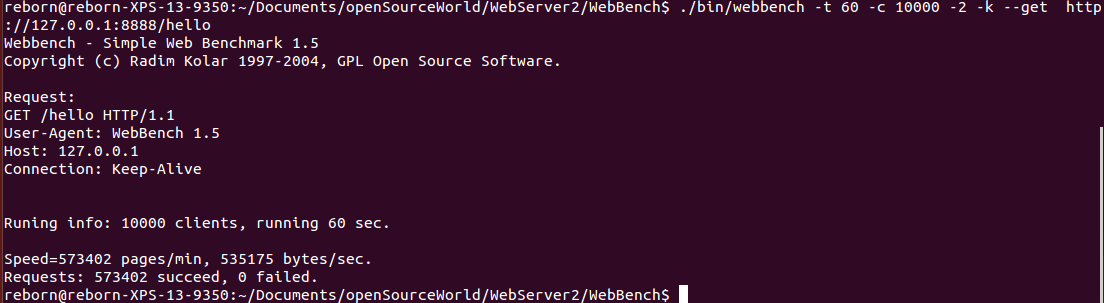 reborn@reborn-XPS-13-9350:~/Documents/openSourceWorld/WebServer2/WebBench$ ./bin/webbench -t 60 -c 10000 -2 -k --get  http
://127.0.0.1:8888/hello
Webbench - Simple Web Benchmark 1.5
Copyright (c) Radim Kolar 1997-2004, GPL Open Source Software.

Request:
GET /hello HTTP/1.1
User-Agent: WebBench 1.5
Host: 127.0.0.1
Connection: Keep-Alive


Runing info: 10000 clients, running 60 sec.

Speed=573402 pages/min, 535175 bytes/sec.
Requests: 573402 succeed, 0 failed.
reborn@reborn-XPS-13-9350:~/Documents/openSourceWorld/WebServer2/WebBench$